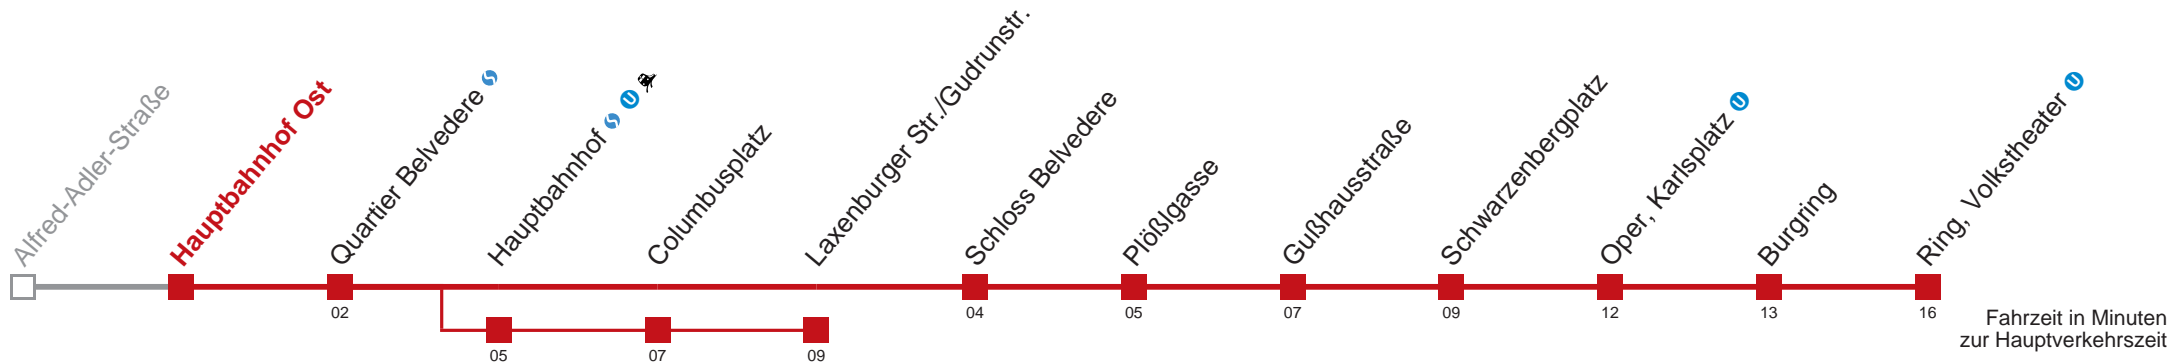 Alfred-Adler-Straße
Hauptbahnhof Ost
Quartier Belvedere S
Hauptbahnhof S U
Columbusplatz
Laxenburger Str./Gudrunstr.
Schloss Belvedere
Plößlgasse
Gußhausstraße
Schwarzenbergplatz
Oper, Karlsplatz U
Burgring
Ring, Volkstheater U
02
04
05
07
09
12
13
16
05
07
09
Fahrzeit in Minuten
zur Hauptverkehrszeit